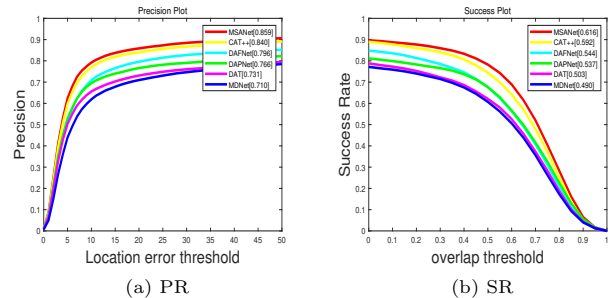 Precision Plot
1
0.9
0.8
0.7
0.6
0.5
0.4
0.3
0.2
0.1
0
Precision
MSANet[0.859]
CAT++[0.840]
DAFNet[0.796]
DAPNet[0.766]
DAT[0.731]
MDNet[0.710]
0 5 10 15 20 25 30 35 40 45 50
Location error threshold
(a) PR
Success Plot
1
0.9
0.8
0.7
0.6
0.5
0.4
0.3
0.2
0.1
0
Success Rate
MSANet[0.616]
CAT++[0.592]
DAFNet[0.544]
DAPNet[0.537]
DAT[0.503]
MDNet[0.490]
0 0.1 0.2 0.3 0.4 0.5 0.6 0.7 0.8 0.9 1
overlap threshold
(b) SR